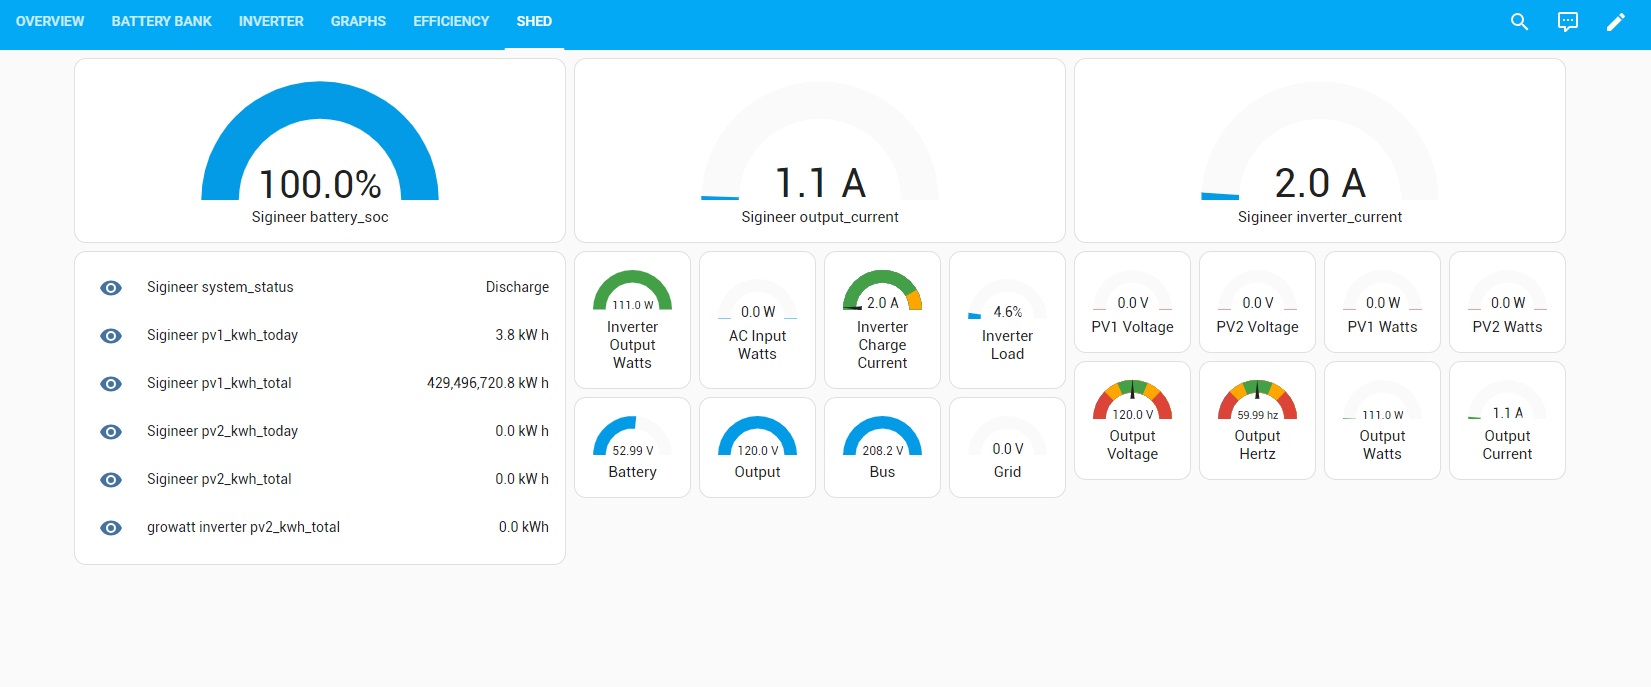 OVERVIEW BATTERY BANK INVERTER GRAPHS EFFICIENCY SHED
100.0%
Sigineer battery_soc
1.1 A
Sigineer output_current
2.0 A
Sigineer inverter_current
Sigineer system_status Discharge
Sigineer pv1_kwh_today 3.8 kW h
Sigineer pv1_kwh_total 429,496,720.8 kW h
Sigineer pv2_kwh_today 0.0 kW h
Sigineer pv2_kwh_total 0.0 kW h
growatt inverter pv2_kwh_total 0.0 kWh
111.0 W
Inverter
Output
Watts
0.0 W
AC Input
Watts
2.0 A
Inverter
Charge
Current
4.6%
Inverter
Load
52.99 V
Battery
120.0 V
Output
208.2 V
Bus
0.0 V
Grid
0.0 V
PV1 Voltage
0.0 V
PV2 Voltage
0.0 W
PV1 Watts
0.0 W
PV2 Watts
120.0 V
Output
Voltage
59.99 hz
Output
Hertz
111.0 W
Output
Watts
1.1 A
Output
Current